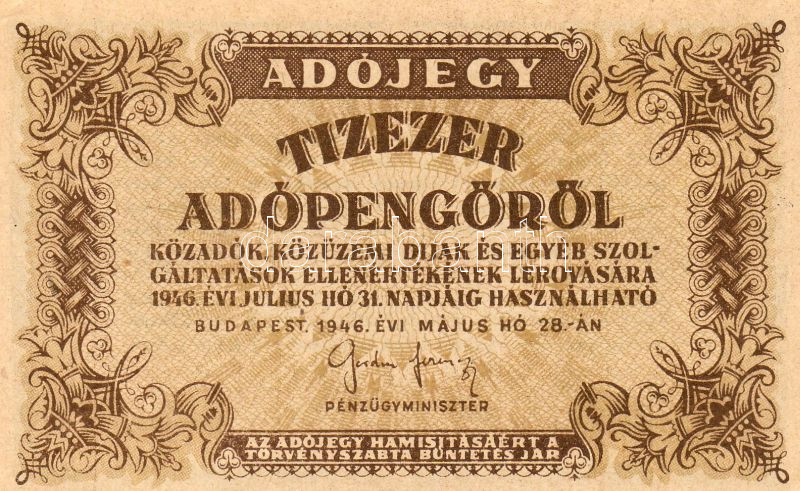 ADÓJEGY
TIZEZER
ADÓPENGŐRŐL
KÖZADÓK, KÖZÜZEMI DIJAK ÉS EGYÉB SZOL-
GÁLTATÁSOK ELLENÉRTÉKÉNEK LEROVÁSÁRA
1946. ÉVI JULIUS HÓ 31. NAPJÁIG HASZNÁLHATÓ
BUDAPEST, 1946. ÉVI MÁJUS HÓ 28.-ÁN
PÉNZÜGYMINISZTER
AZ ADÓJEGY HAMISITÁSÁÉRT A
TÖRVÉNYSZABTA BÜNTETÉS JÁR